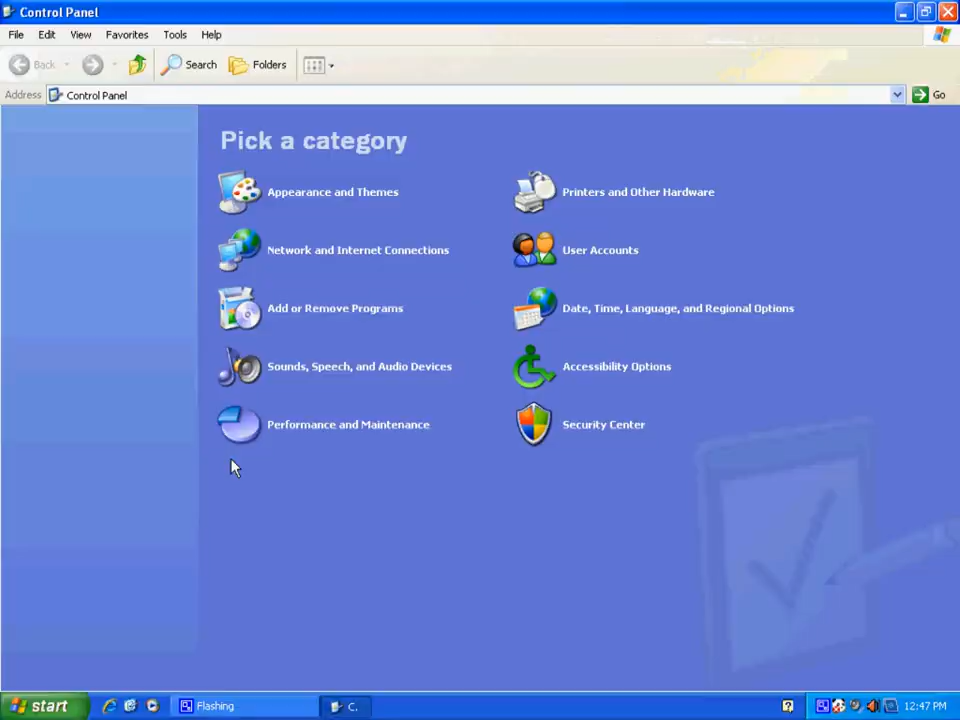 Control Panel
File Edit View Favorites Tools Help
Back Search Folders
Address Control Panel Go
Pick a category
Appearance and Themes Printers and Other Hardware
Network and Internet Connections User Accounts
Add or Remove Programs Date, Time, Language, and Regional Options
Sounds, Speech, and Audio Devices Accessibility Options
Performance and Maintenance Security Center
start Flashing C. 12:47 PM